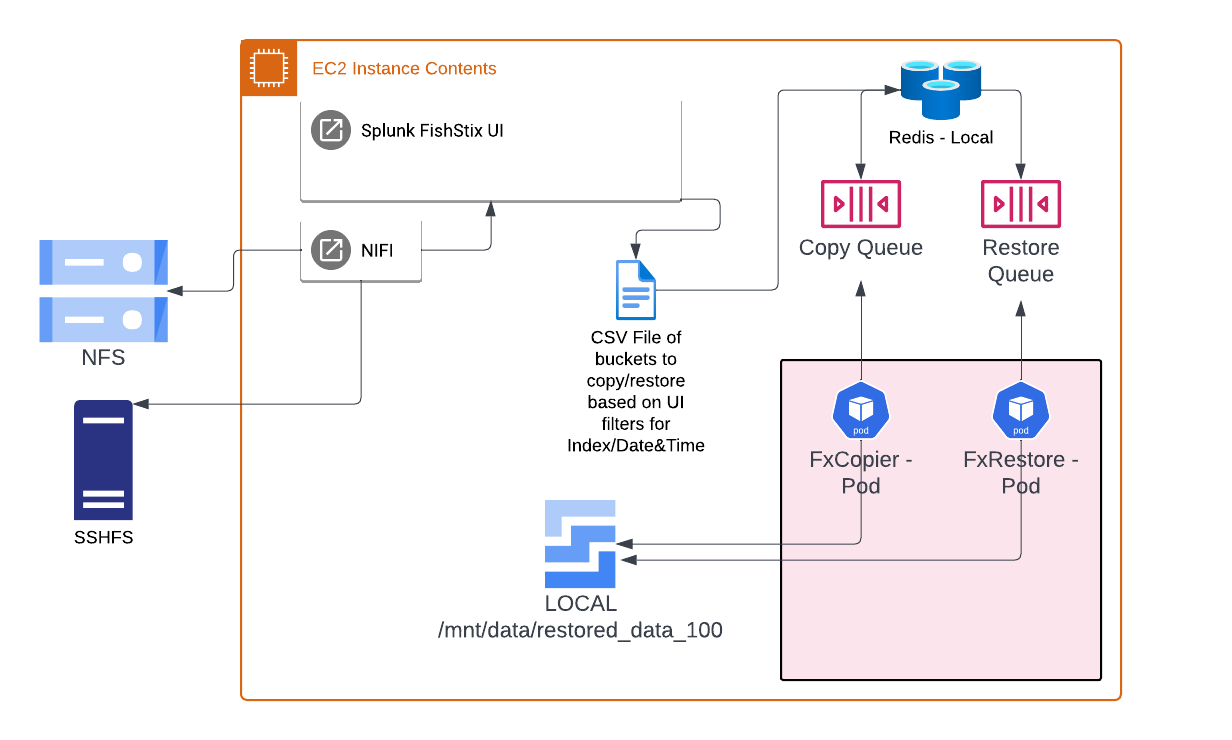 EC2 Instance Contents
Splunk FishStix UI
Redis - Local
NIFI
Copy Queue
Restore
Queue
NFS
CSV File of
buckets to
copy/restore
based on UI
filters for
Index/Date&Time
pod
pod
FxCopier -
Pod
FxRestore -
Pod
SSHFS
LOCAL
/mnt/data/restored_data_100